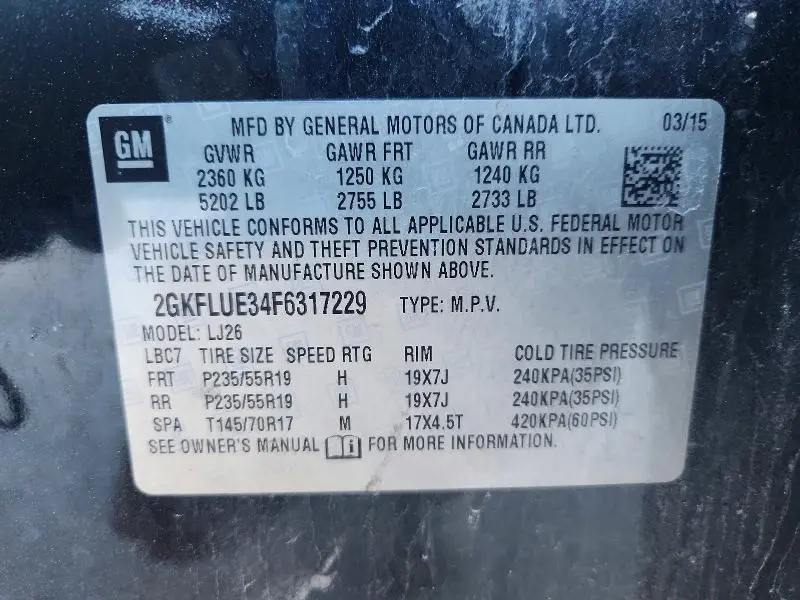 GM® MFD BY GENERAL MOTORS OF CANADA LTD. 03/15
GVWR GAWR FRT GAWR RR
2360 KG 1250 KG 1240 KG
5202 LB 2755 LB 2733 LB
THIS VEHICLE CONFORMS TO ALL APPLICABLE U.S. FEDERAL MOTOR
VEHICLE SAFETY AND THEFT PREVENTION STANDARDS IN EFFECT ON
THE DATE OF MANUFACTURE SHOWN ABOVE.
2GKFLUE34F6317229 TYPE: M.P.V.
MODEL: LJ26
LBC7 TIRE SIZE SPEED RTG RIM COLD TIRE PRESSURE
FRT P235/55R19 H 19X7J 240KPA(35PSI)
RR P235/55R19 H 19X7J 240KPA(35PSI)
SPA T145/70R17 M 17X4.5T 420KPA(60PSI)
SEE OWNER'S MANUAL i FOR MORE INFORMATION.